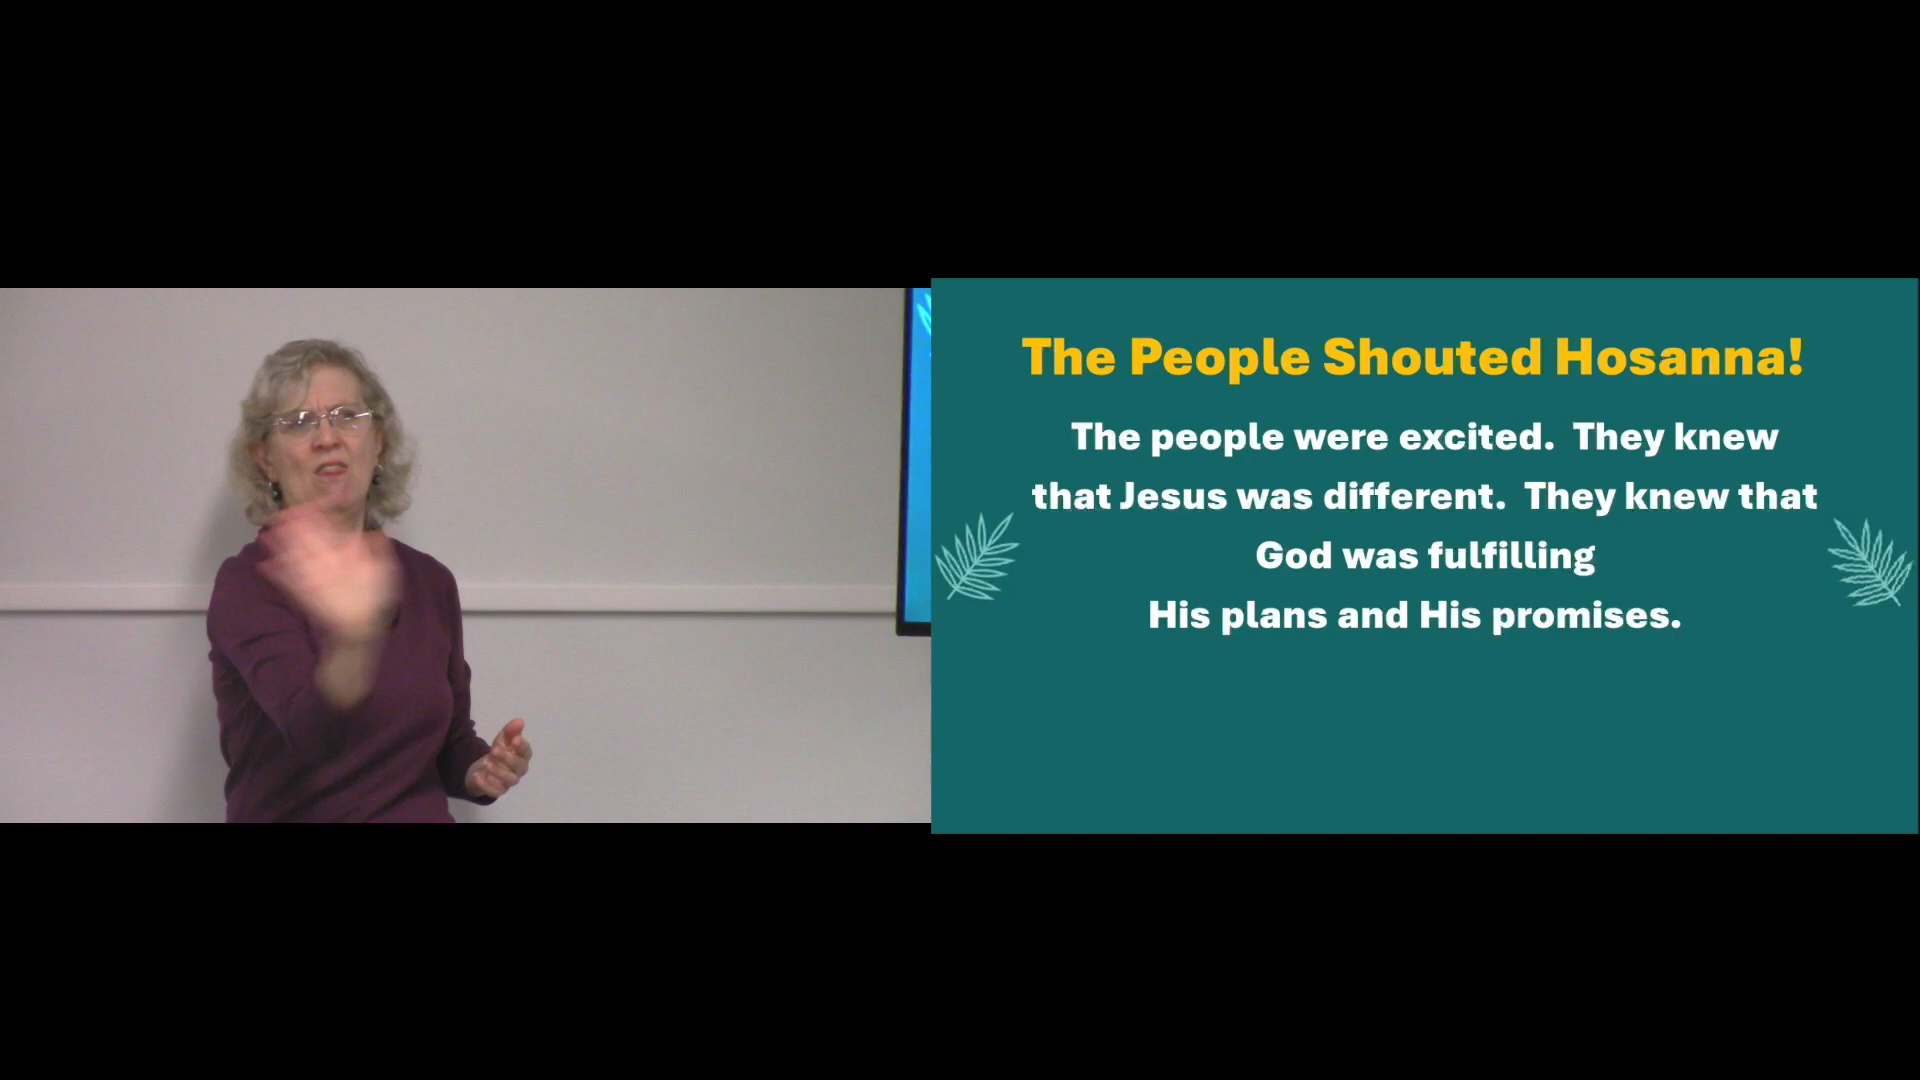 The People Shouted Hosanna!
The people were excited.  They knew
that Jesus was different.  They knew that
God was fulfilling
His plans and His promises.